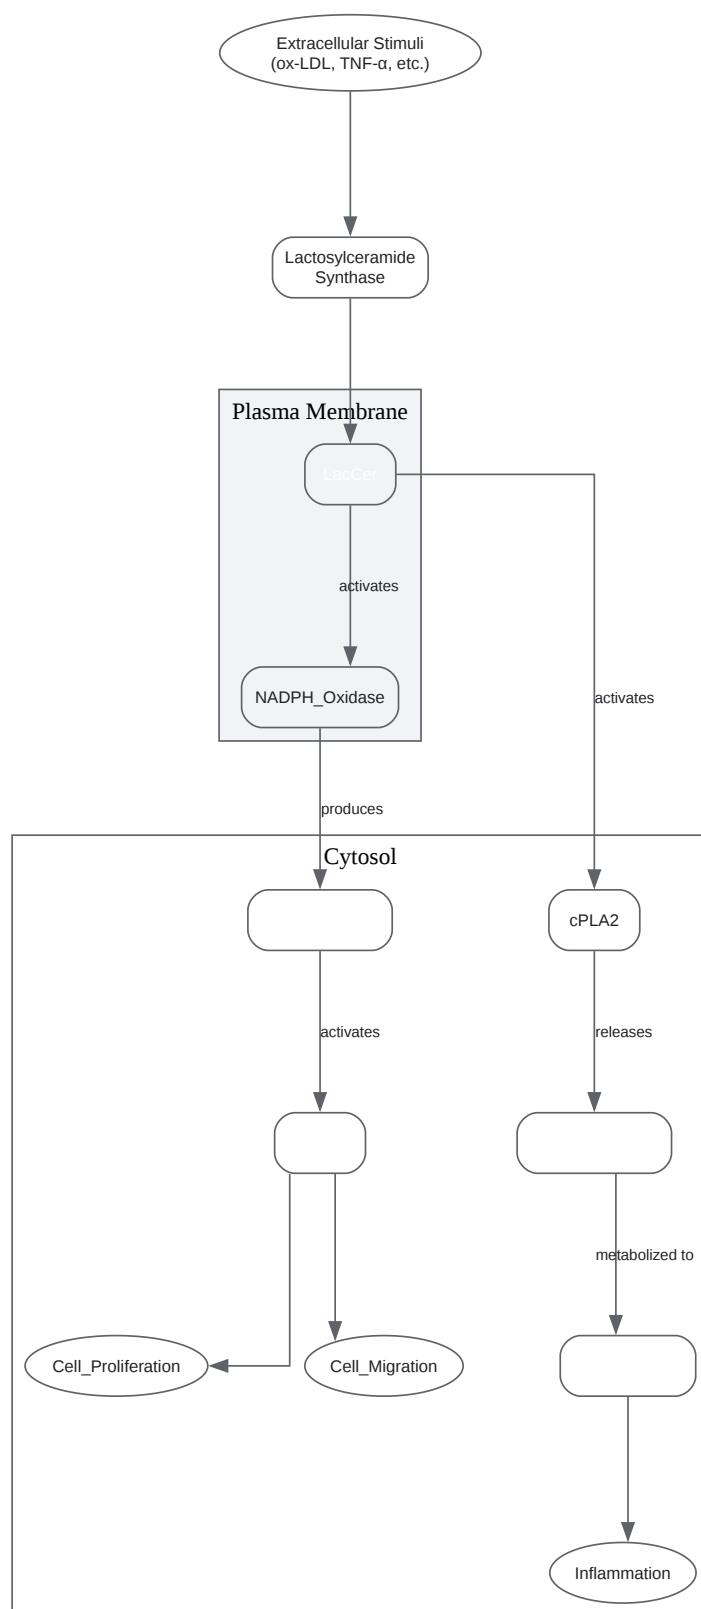 Extracellular Stimuli
(ox-LDL, TNF-α, etc.)
Lactosylceramide
Synthase
Plasma Membrane
LacCer
activates
NADPH_Oxidase
activates
produces
Cytosol
cPLA2
activates
releases
metabolized to
Cell_Proliferation
Cell_Migration
Inflammation